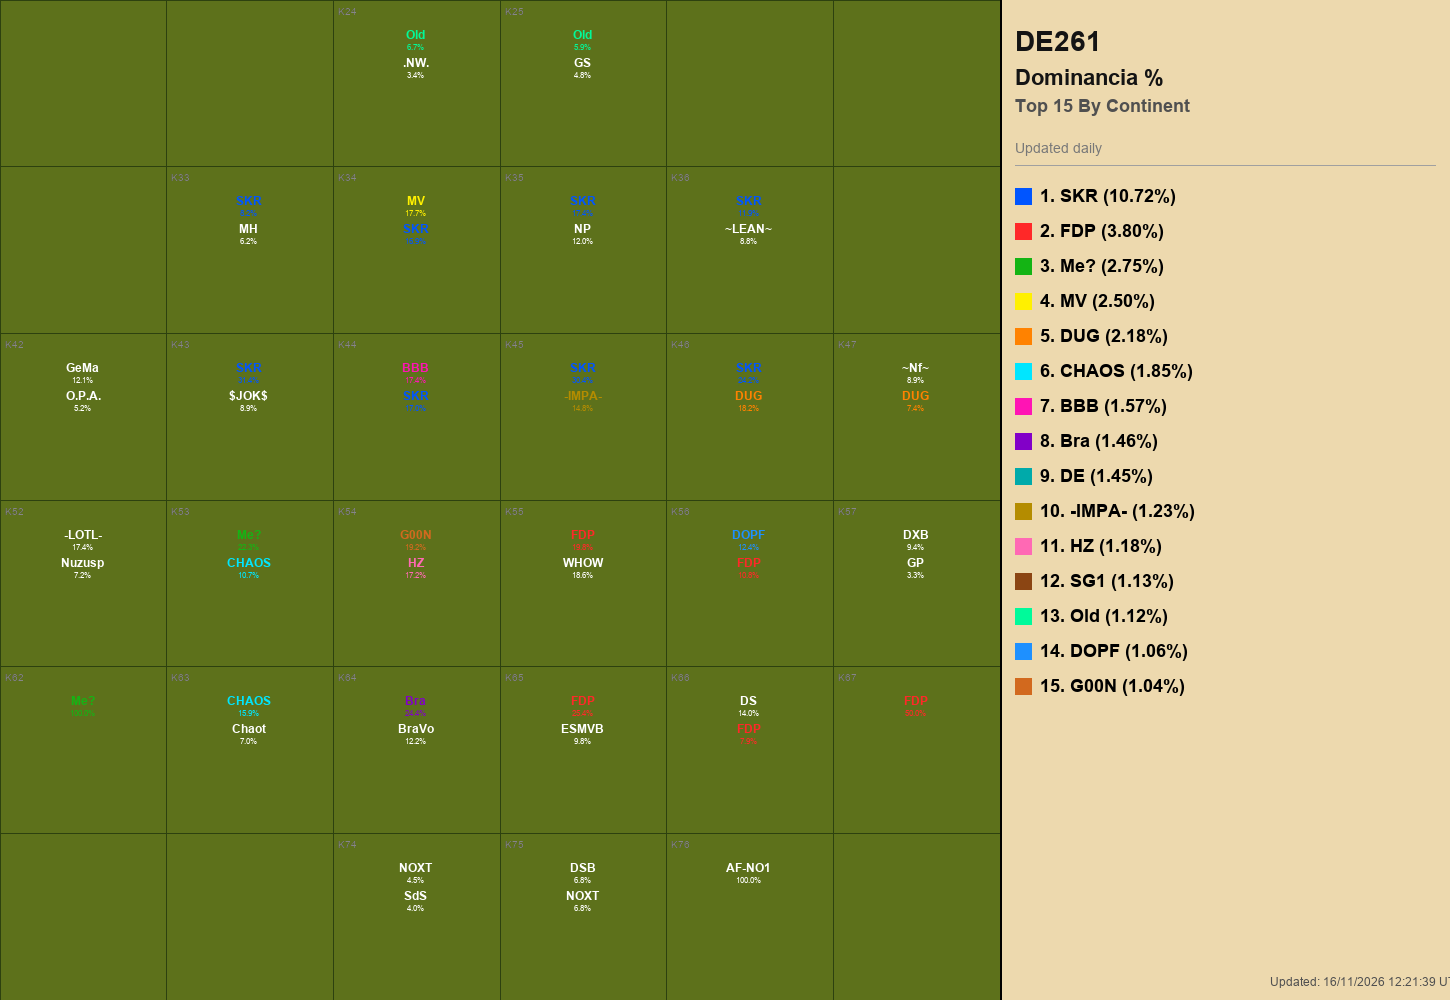 K24
Old
6.7%
.NW.
3.4%
K25
Old
5.9%
GS
4.8%
K33
SKR
MH
6.2%
K34
MV
17.7%
SKR
K35
SKR
NP
12.0%
K36
SKR
~LEAN~
8.8%
K42
GeMa
12.1%
O.P.A.
5.2%
K43
SKR
$JOK$
8.9%
K44
BBB
SKR
K45
SKR
-IMPA-
14.8%
K46
SKR
DUG
18.2%
K47
~Nf~
8.9%
DUG
7.4%
K52
-LOTL-
17.4%
Nuzusp
7.2%
K53
Me?
CHAOS
10.7%
K54
G00N
19.2%
HZ
17.2%
K55
FDP
WHOW
18.6%
K56
DOPF
12.4%
FDP
K57
DXB
9.4%
GP
3.3%
K62
Me?
100.0%
K63
CHAOS
15.9%
Chaot
7.0%
K64
Bra
BraVo
12.2%
K65
FDP
ESMVB
9.8%
K66
DS
14.0%
FDP
K67
FDP
K74
NOXT
4.5%
SdS
4.0%
K75
DSB
6.8%
NOXT
6.8%
K76
AF-NO1
100.0%
DE261
Dominancia %
Top 15 By Continent
Updated daily
1. SKR (10.72%)
2. FDP (3.80%)
3. Me? (2.75%)
4. MV (2.50%)
5. DUG (2.18%)
6. CHAOS (1.85%)
7. BBB (1.57%)
8. Bra (1.46%)
9. DE (1.45%)
10. -IMPA- (1.23%)
11. HZ (1.18%)
12. SG1 (1.13%)
13. Old (1.12%)
14. DOPF (1.06%)
15. G00N (1.04%)
Updated: 16/11/2026 12:21:39